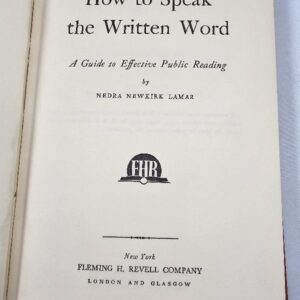 How to Speak
the Written Word
A Guide to Effective Public Reading
by
NEDRA NEWKIRK LAMAR
FHR
New York
FLEMING H. REVELL COMPANY
LONDON AND GLASGOW